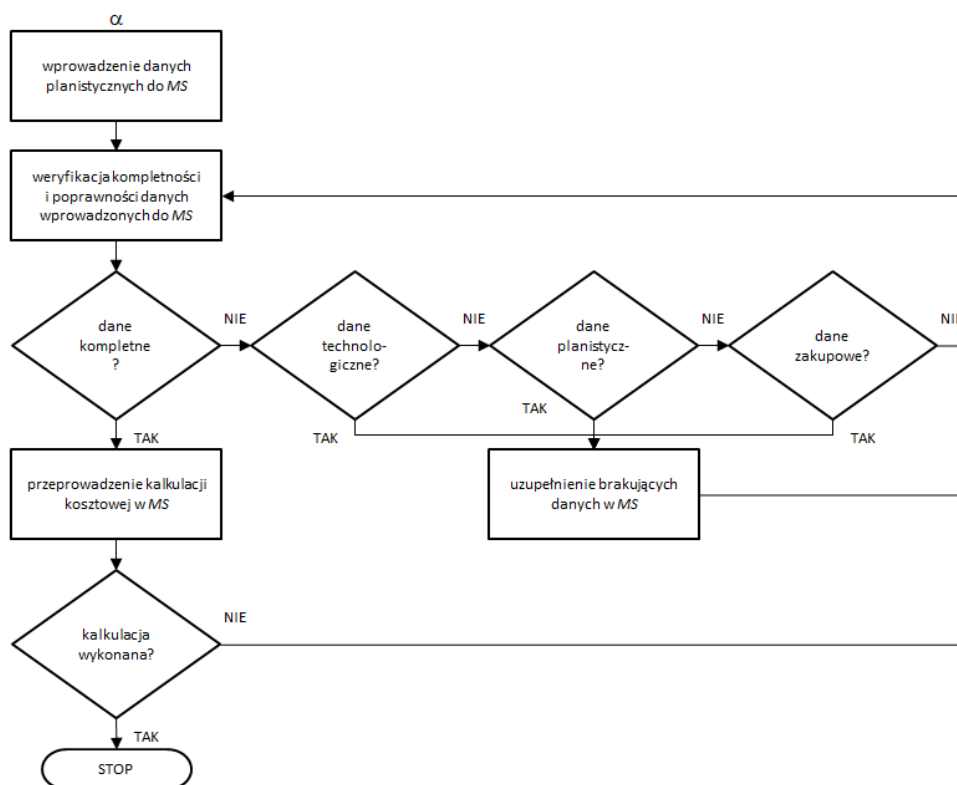 α
wprowadzenie danych
planistycznych do MS
weryfikacja kompletności
i poprawności danych
wprowadzonych do MS
dane
kompletne
?
NIE
dane
technolo-
giczne?
NIE
dane
planistycz-
ne?
NIE
dane
zakupowe?
TAK
TAK
TAK
TAK
przeprowadzenie kalkulacji
kosztowej w MS
uzupełnienie brakujących
danych w MS
kalkulacja
wykonana?
NIE
TAK
STOP